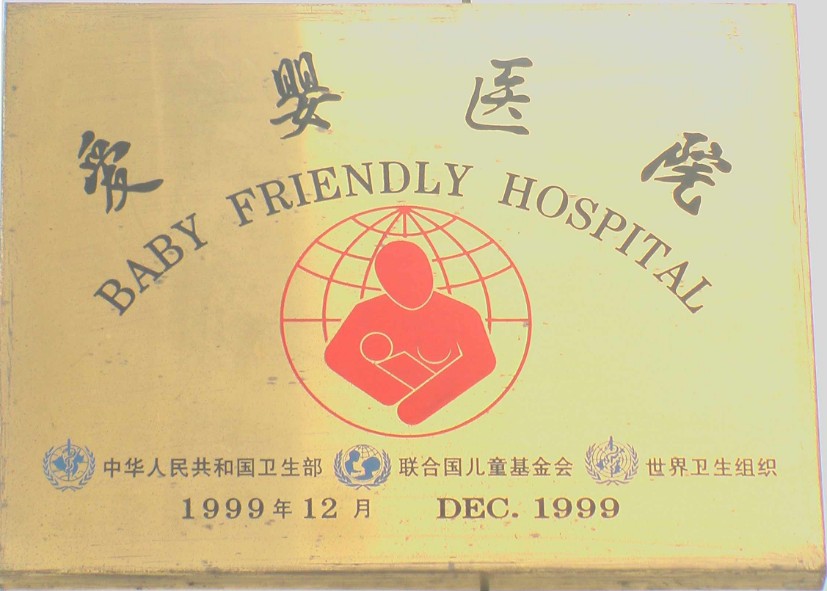 爱婴医院
BABY FRIENDLY HOSPITAL
中华人民共和国卫生部 联合国儿童基金会 世界卫生组织
1999年12月 DEC. 1999